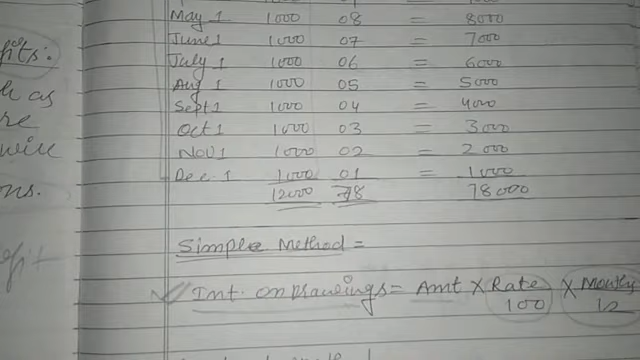 May 1 1000 08 = 8000
fits: June 1 1000 07 = 7000
July 1 1000 06 = 6000
h as Aug 1 1000 05 = 5000
re Sept 1 1000 04 = 4000
Oct 1 1000 03 = 3000
Nov 1 1000 02 = 2000
Dec. 1 1000 01 = 1000
ns. 12000 78 78000
Simple Method =
Int. on Drawings = Amt × Rate/100 × Months/12